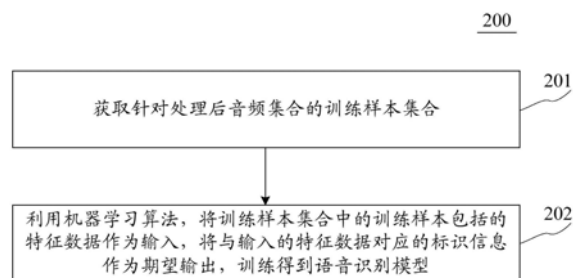 200
201
获取针对处理后音频集合的训练样本集合
202
利用机器学习算法，将训练样本集合中的训练样本包括的
特征数据作为输入，将与输入的特征数据对应的标识信息
作为期望输出，训练得到语音识别模型